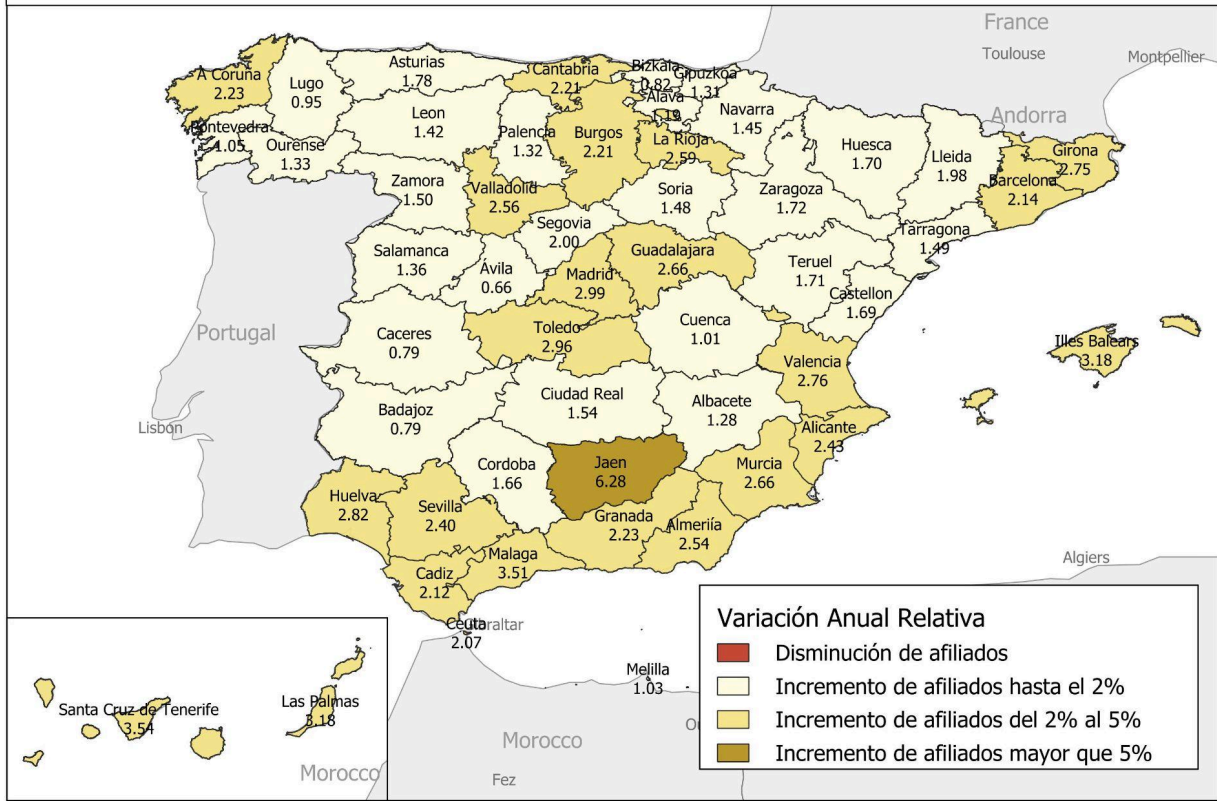 France
Toulouse
Montpellier
Andorra
Portugal
Lisbon
Gibraltar
Algiers
Morocco
Fez
Morocco
A Coruña
2.23
Lugo
0.95
Asturias
1.78
Cantabria
2.21
Bizkaia
0.82
Gipuzkoa
1.31
Alava
Navarra
1.45
Pontevedra
1.05
Ourense
1.33
Leon
1.42
Palencia
1.32
Burgos
2.21
La Rioja
2.59
Huesca
1.70
Lleida
1.98
Girona
2.75
Barcelona
2.14
Zamora
1.50
Valladolid
2.56
Soria
1.48
Zaragoza
1.72
Tarragona
1.49
Segovia
2.00
Salamanca
1.36
Ávila
0.66
Madrid
2.99
Guadalajara
2.66
Teruel
1.71
Castellon
1.69
Caceres
0.79
Toledo
2.96
Cuenca
1.01
Valencia
2.76
Illes Balears
3.18
Badajoz
0.79
Ciudad Real
1.54
Albacete
1.28
Alicante
2.43
Cordoba
1.66
Jaen
6.28
Murcia
2.66
Huelva
2.82
Sevilla
2.40
Granada
2.23
Almeriía
2.54
Cadiz
2.12
Malaga
3.51
Ceuta
2.07
Melilla
1.03
Santa Cruz de Tenerife
3.54
Las Palmas
3.18
Variación Anual Relativa
Disminución de afiliados
Incremento de afiliados hasta el 2%
Incremento de afiliados del 2% al 5%
Incremento de afiliados mayor que 5%